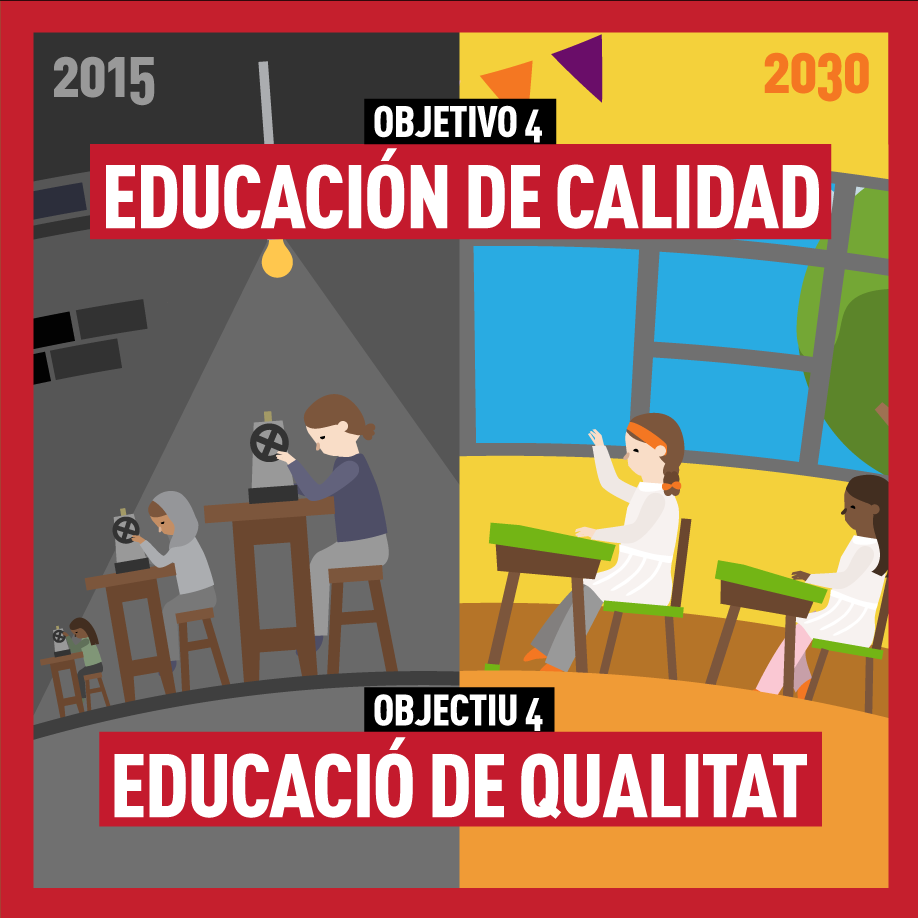 2015
2030
OBJETIVO 4
EDUCACIÓN DE CALIDAD
OBJECTIU 4
EDUCACIÓ DE QUALITAT